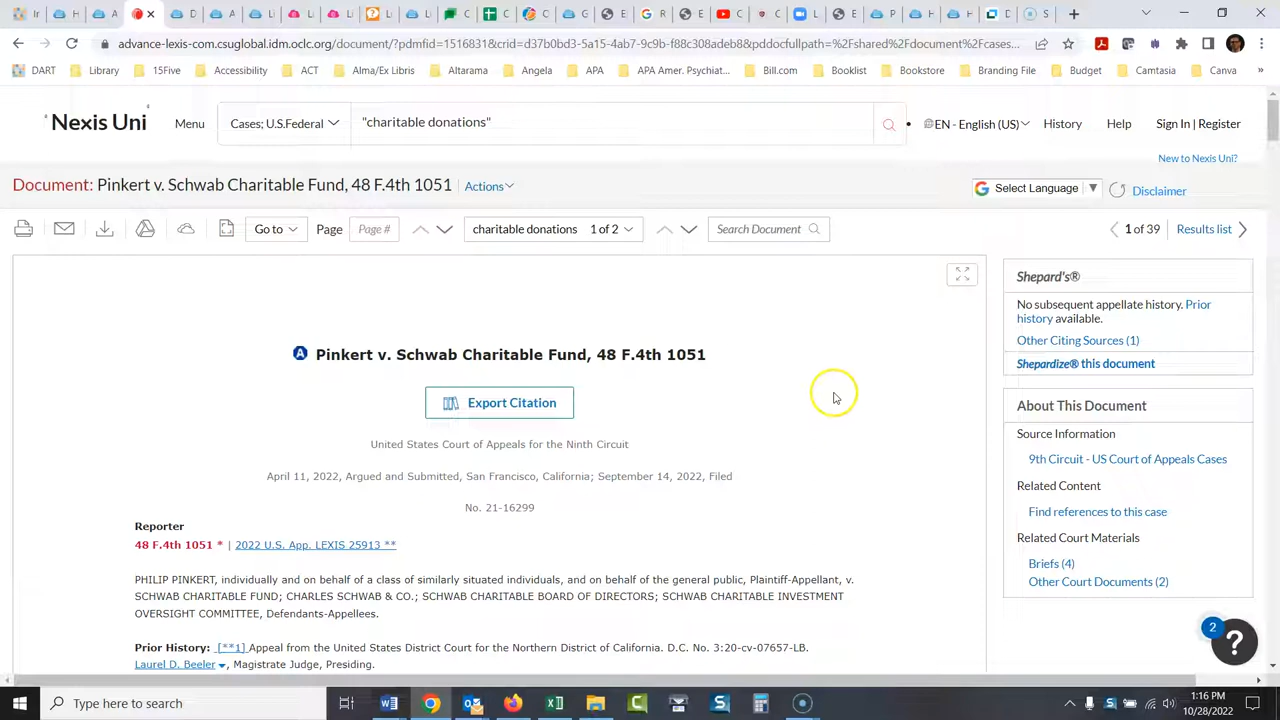 advance-lexis-com.csuglobal.idm.oclc.org/document/?pdmfid=1516831&crid=d37b0bd3-5a15-4ab7-9c9b-f88c308adeb8&pddocfullpath=%2Fshared%2Fdocument%2Fcases...
DART Library 15Five Accessibility ACT Alma/Ex Libris Altarama Angela APA APA Amer. Psychiat... Bill.com Booklist Bookstore Branding File Budget Camtasia Canva »
Nexis Uni® Menu Cases; U.S.Federal "charitable donations" EN - English (US) History Help Sign In | Register
New to Nexis Uni?
Document: Pinkert v. Schwab Charitable Fund, 48 F.4th 1051 Actions Select Language ▼ Disclaimer
Go to Page Page # charitable donations 1 of 2 Search Document 1 of 39 Results list
Shepard's®
No subsequent appellate history. Prior
history available.
Other Citing Sources (1)
Shepardize® this document
A Pinkert v. Schwab Charitable Fund, 48 F.4th 1051
Export Citation
United States Court of Appeals for the Ninth Circuit
April 11, 2022, Argued and Submitted, San Francisco, California; September 14, 2022, Filed
No. 21-16299
Reporter
48 F.4th 1051 * | 2022 U.S. App. LEXIS 25913 **
PHILIP PINKERT, individually and on behalf of a class of similarly situated individuals, and on behalf of the general public, Plaintiff-Appellant, v.
SCHWAB CHARITABLE FUND; CHARLES SCHWAB & CO.; SCHWAB CHARITABLE BOARD OF DIRECTORS; SCHWAB CHARITABLE INVESTMENT
OVERSIGHT COMMITTEE, Defendants-Appellees.
Prior History: [**1] Appeal from the United States District Court for the Northern District of California. D.C. No. 3:20-cv-07657-LB.
Laurel D. Beeler, Magistrate Judge, Presiding.
About This Document
Source Information
9th Circuit - US Court of Appeals Cases
Related Content
Find references to this case
Related Court Materials
Briefs (4)
Other Court Documents (2)
2
?
Type here to search
1:16 PM
10/28/2022